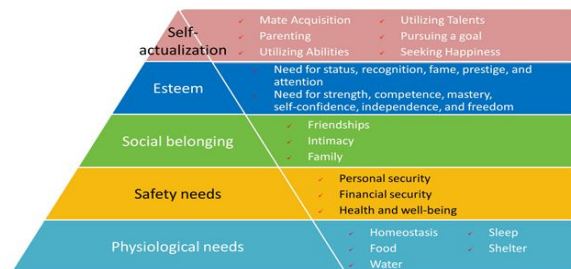 Self-
actualization
Mate Acquisition
Parenting
Utilizing Abilities
Utilizing Talents
Pursuing a goal
Seeking Happiness
Esteem
Need for status, recognition, fame, prestige, and
attention
Need for strength, competence, mastery,
self-confidence, independence, and freedom
Social belonging
Friendships
Intimacy
Family
Safety needs
Personal security
Financial security
Health and well-being
Physiological needs
Homeostasis
Food
Water
Sleep
Shelter